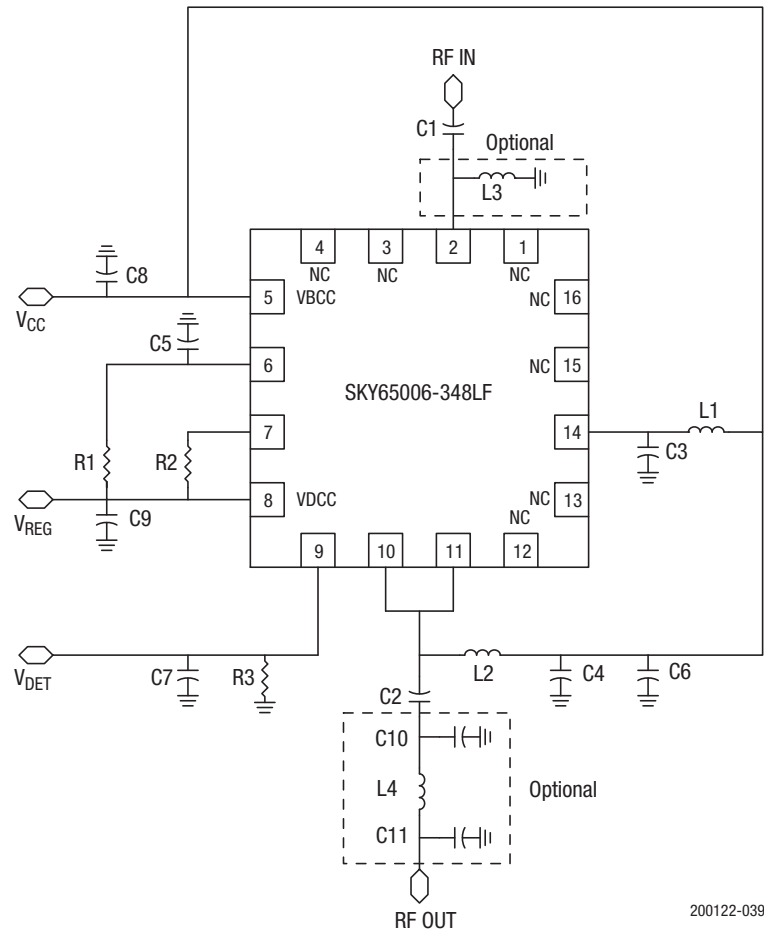 RF IN
C1
Optional
L3
4
3
2
1
NC
NC
NC
C8
VCC
5
VBCC
NC
16
C5
6
NC
15
SKY65006-348LF
L1
7
14
C3
R1
R2
VREG
C9
8
VDCC
NC
13
NC
9
10
11
12
VDET
C7
R3
L2
C4
C6
C2
C10
L4
Optional
C11
RF OUT
200122-039